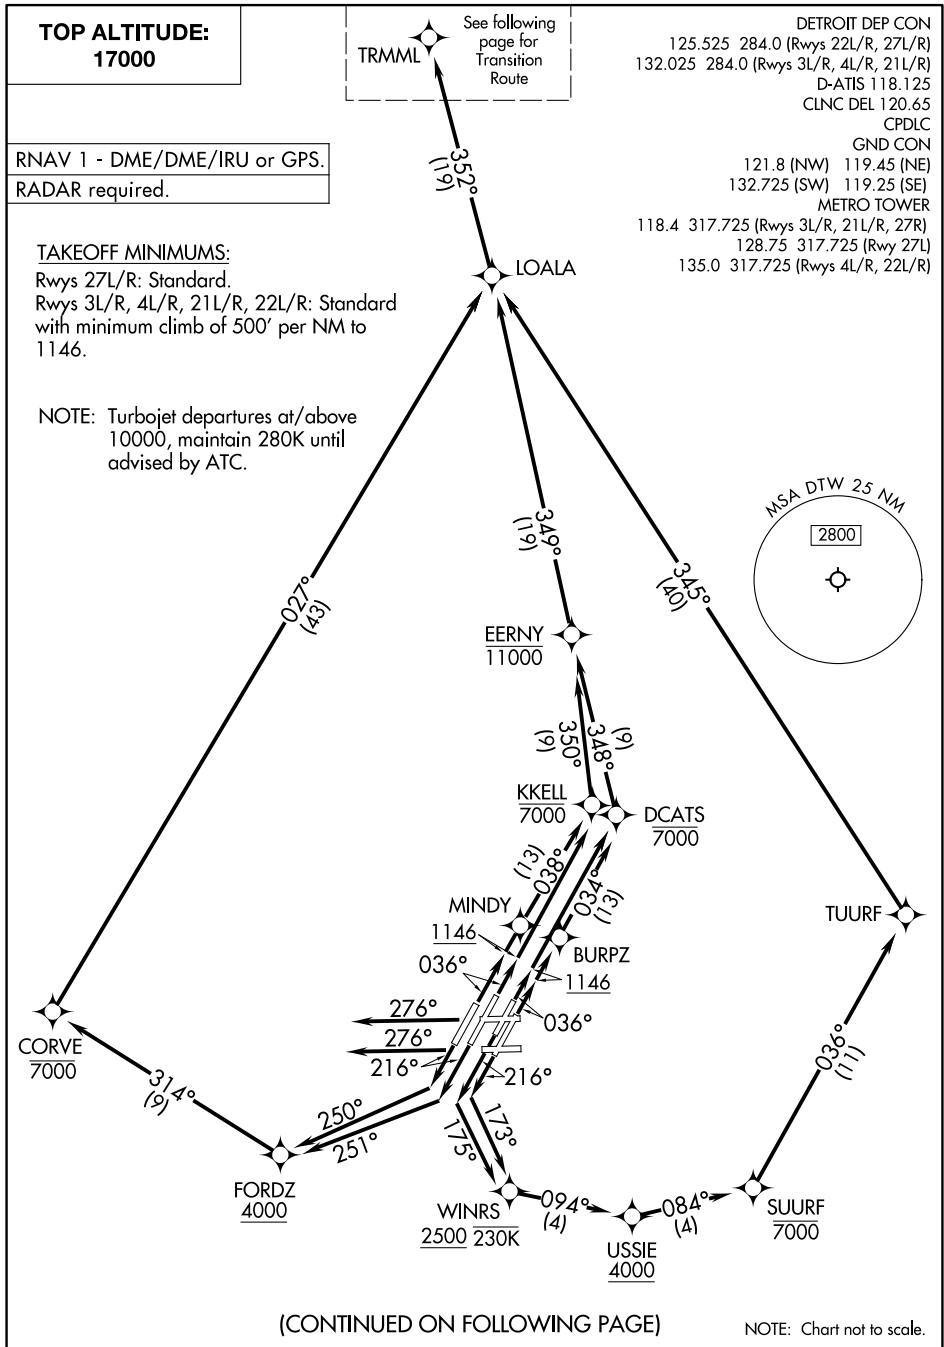 TOP ALTITUDE:
17000
TRMML
See following
page for
Transition
Route
DETROIT DEP CON
125.525 284.0 (Rwys 22L/R, 27L/R)
132.025 284.0 (Rwys 3L/R, 4L/R, 21L/R)
D-ATIS 118.125
CLNC DEL 120.65
CPDLC
GND CON
121.8 (NW) 119.45 (NE)
132.725 (SW) 119.25 (SE)
METRO TOWER
118.4 317.725 (Rwys 3L/R, 21L/R, 27R)
128.75 317.725 (Rwy 27L)
135.0 317.725 (Rwys 4L/R, 22L/R)
RNAV 1 - DME/DME/IRU or GPS.
RADAR required.
352°
(19)
TAKEOFF MINIMUMS:
Rwys 27L/R: Standard.
Rwys 3L/R, 4L/R, 21L/R, 22L/R: Standard
with minimum climb of 500' per NM to
1146.
LOALA
NOTE: Turbojet departures at/above
10000, maintain 280K until
advised by ATC.
MSA DTW 25 NM
2800
027°
(43)
349°
(19)
345°
(40)
EERNY
11000
350°
(9)
348°
(9)
KKELL
7000
DCATS
7000
038°
(13)
034°
(13)
MINDY
1146
BURPZ
1146
036°
036°
TUURF
276°
276°
216°
216°
CORVE
7000
314°
(9)
250°
251°
175°
173°
036°
(11)
FORDZ
4000
WINRS
2500 230K
094°
(4)
USSIE
4000
084°
(4)
SUURF
7000
(CONTINUED ON FOLLOWING PAGE)
NOTE: Chart not to scale.